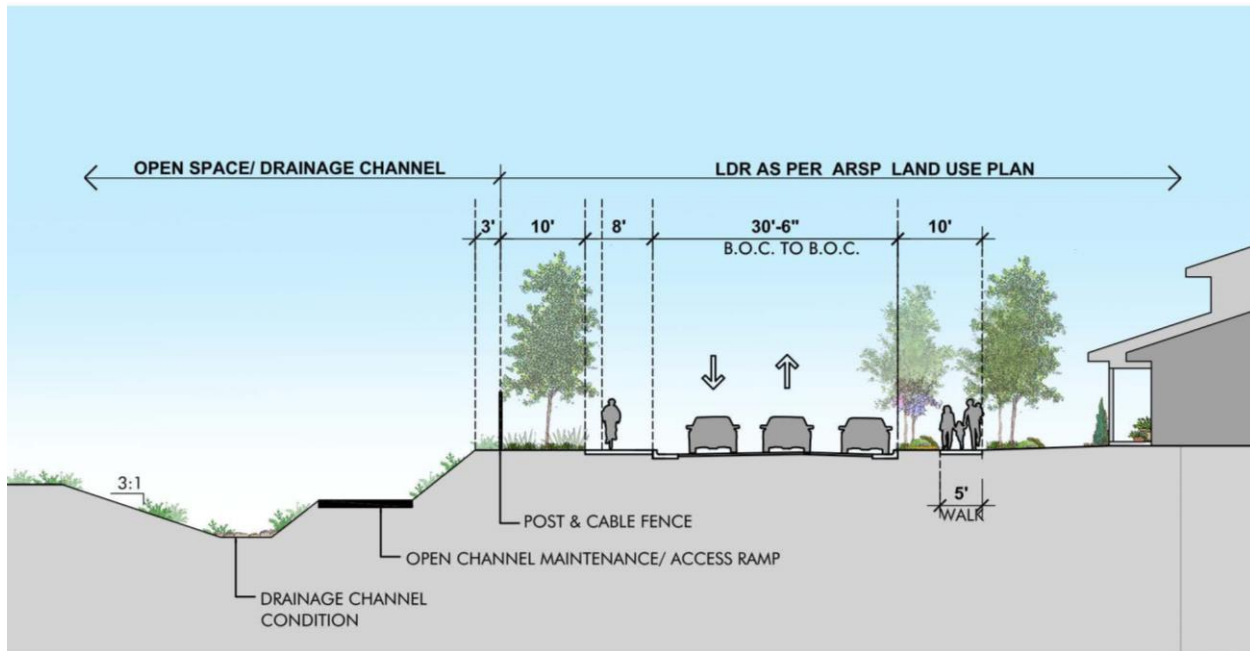 OPEN SPACE/ DRAINAGE CHANNEL
LDR AS PER ARSP LAND USE PLAN
3'
10'
8'
30'-6"
10'
B.O.C. TO B.O.C.
3:1
5'
WALK
POST & CABLE FENCE
OPEN CHANNEL MAINTENANCE/ ACCESS RAMP
DRAINAGE CHANNEL
CONDITION